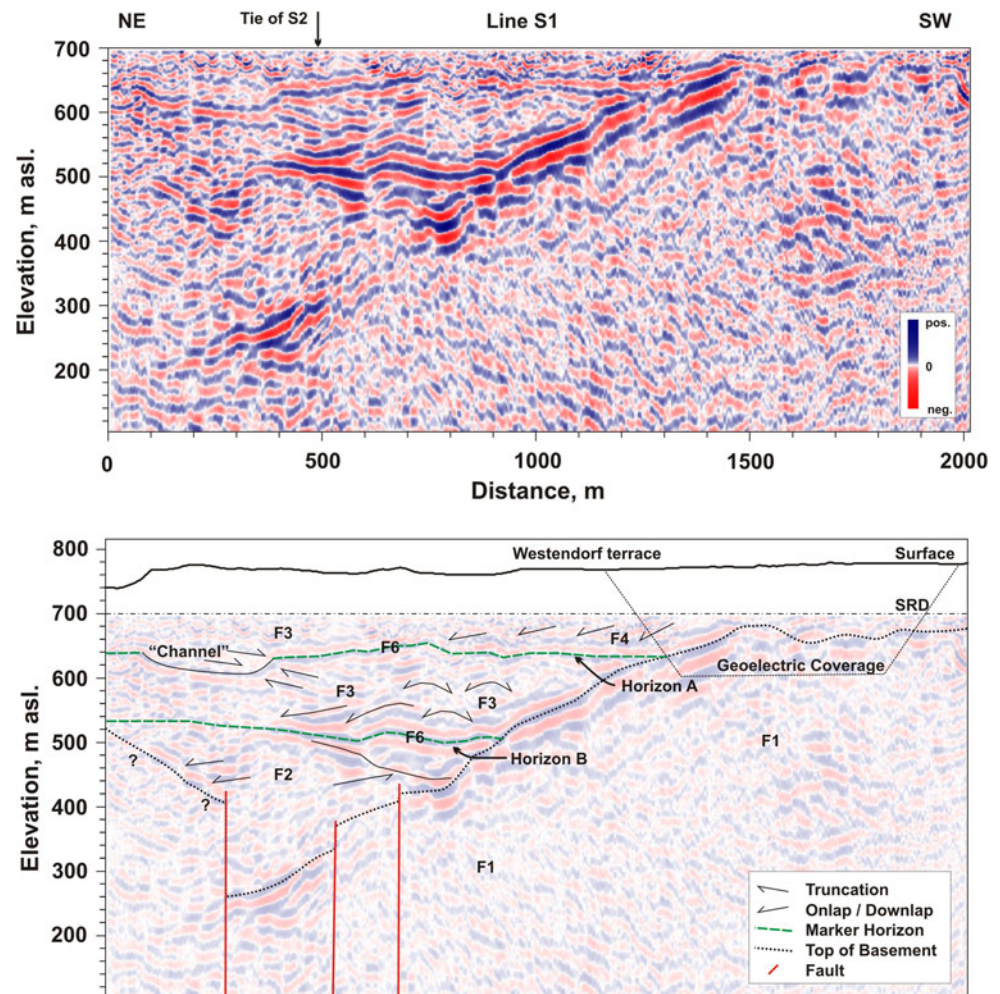 NE
Tie of S2
Line S1
SW
700
600
500
400
300
200
Elevation, m asl.
pos.
0
neg.
0
500
1000
1500
2000
Distance, m
800
700
600
500
400
300
200
Elevation, m asl.
Westendorf terrace
Surface
SRD
F3
F6
F4
“Channel”
Geoelectric Coverage
Horizon A
F3
F3
F6
F1
Horizon B
?
F2
?
F1
Truncation
Onlap / Downlap
Marker Horizon
Top of Basement
Fault